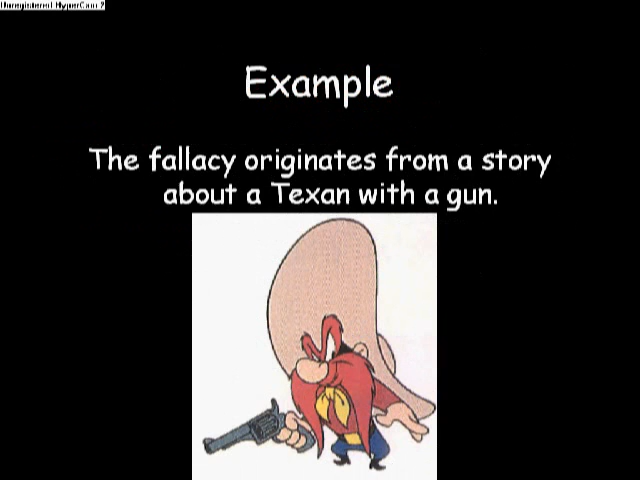 Unregistered HyperCam 2
Example
The fallacy originates from a story
about a Texan with a gun.